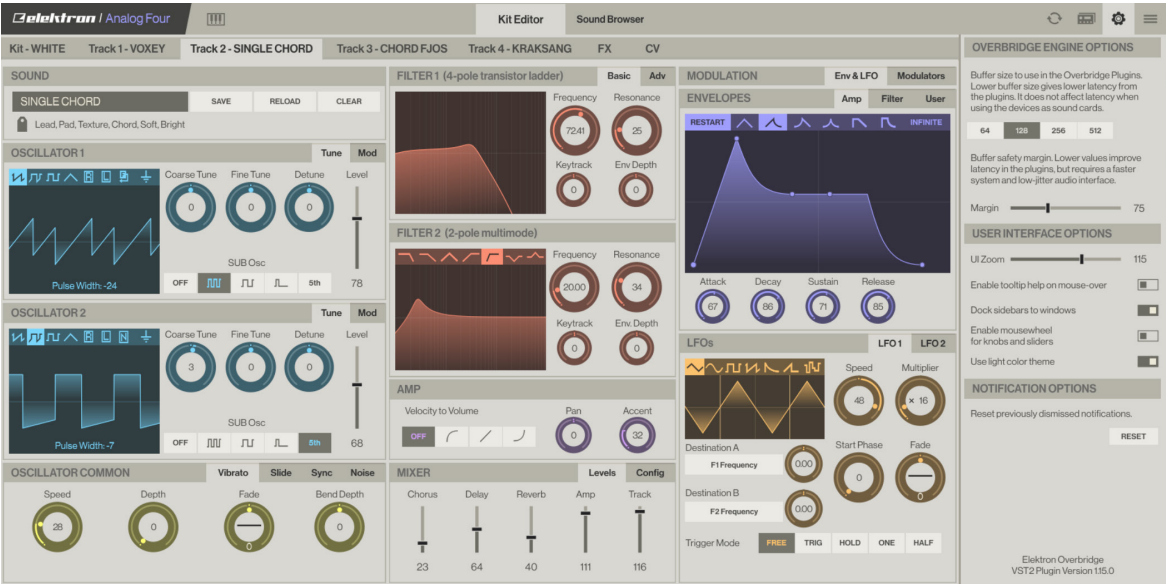 elektron / Analog Four
Kit Editor
Sound Browser
Kit - WHITE
Track 1 - VOXEY
Track 2 - SINGLE CHORD
Track 3 - CHORD FJOS
Track 4 - KRAKSANG
FX
CV
SOUND
SINGLE CHORD
SAVE
RELOAD
CLEAR
Lead, Pad, Texture, Chord, Soft, Bright
OSCILLATOR 1
Tune
Mod
R
L
Coarse Tune
Fine Tune
Detune
Level
0
0
0
SUB Osc
OFF
5th
78
Pulse Width: -24
OSCILLATOR 2
Tune
Mod
R
L
N
Coarse Tune
Fine Tune
Detune
Level
3
0
0
SUB Osc
OFF
5th
68
Pulse Width: -7
OSCILLATOR COMMON
Vibrato
Slide
Sync
Noise
Speed
Depth
Fade
Bend Depth
28
0
0
0
FILTER 1 (4-pole transistor ladder)
Basic
Adv
Frequency
Resonance
72.41
25
Keytrack
Env Depth
0
0
FILTER 2 (2-pole multimode)
Frequency
Resonance
20.00
34
Keytrack
Env. Depth
0
0
AMP
Velocity to Volume
Pan
Accent
OFF
0
32
MIXER
Levels
Config
Chorus
Delay
Reverb
Amp
Track
23
64
40
111
116
MODULATION
Env & LFO
Modulators
ENVELOPES
Amp
Filter
User
RESTART
INFINITE
Attack
Decay
Sustain
Release
67
86
71
85
LFOs
LFO 1
LFO 2
Speed
Multiplier
48
× 16
Destination A
F1 Frequency
0.00
Start Phase
Fade
0
0
Destination B
F2 Frequency
0.00
Trigger Mode
FREE
TRIG
HOLD
ONE
HALF
OVERBRIDGE ENGINE OPTIONS
Buffer size to use in the Overbridge Plugins.
Lower buffer size gives lower latency from
the plugins. It does not affect latency when
using the devices as sound cards.
64
128
256
512
Buffer safety margin. Lower values improve
latency in the plugins, but requires a faster
system and low-jitter audio interface.
Margin
75
USER INTERFACE OPTIONS
UI Zoom
115
Enable tooltip help on mouse-over
Dock sidebars to windows
Enable mousewheel
for knobs and sliders
Use light color theme
NOTIFICATION OPTIONS
Reset previously dismissed notifications.
RESET
Elektron Overbridge
VST2 Plugin Version 1.15.0